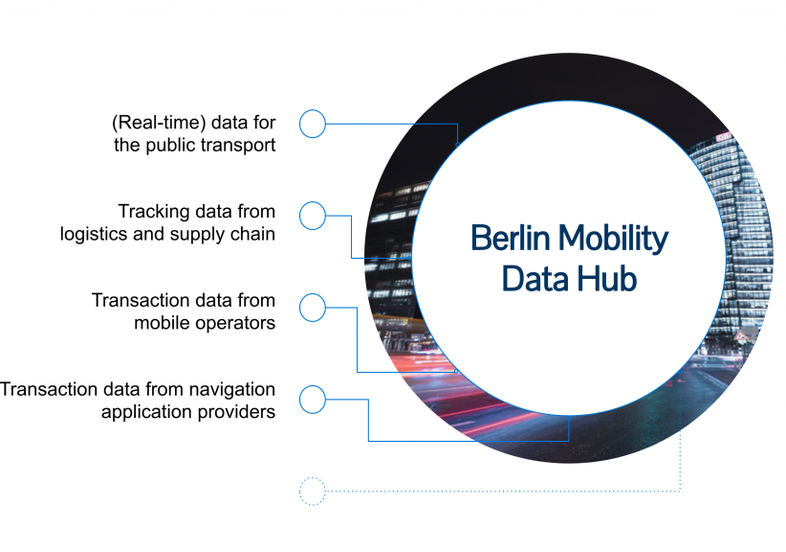 (Real-time) data for
the public transport
Tracking data from
logistics and supply chain
Transaction data from
mobile operators
Transaction data from navigation
application providers
Berlin Mobility
Data Hub